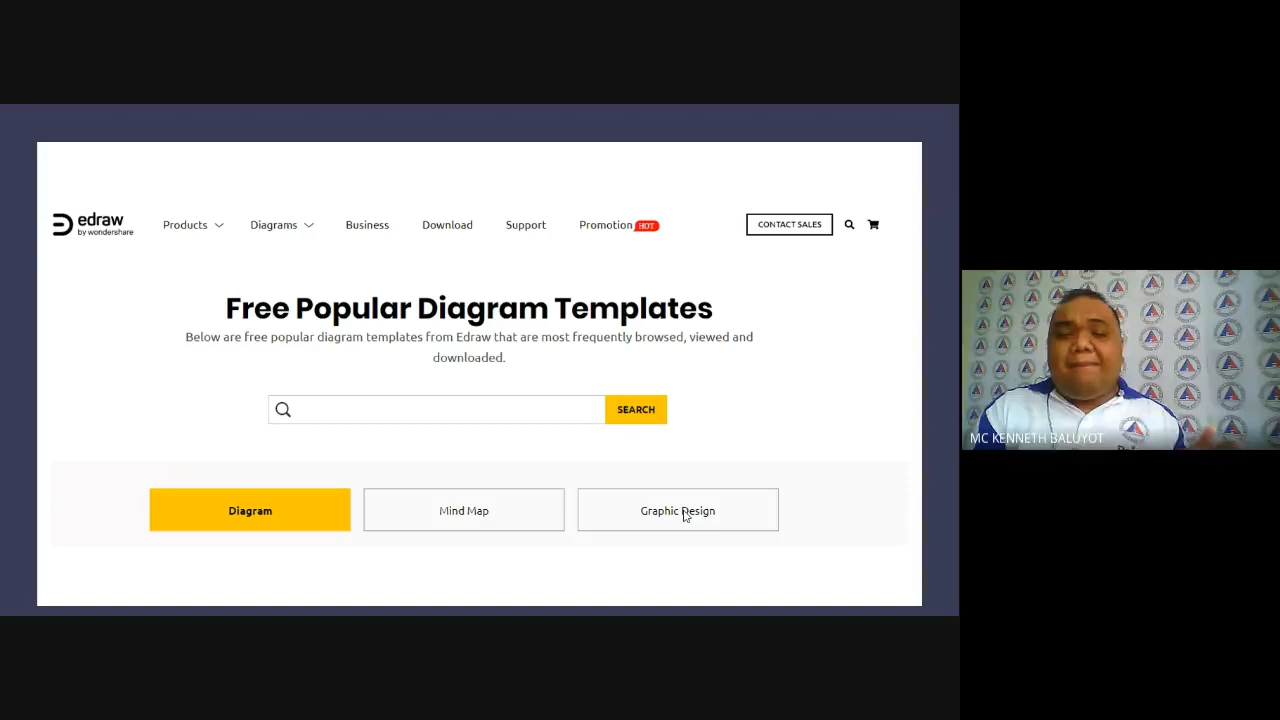 edraw
by wondershare
Products
Diagrams
Business
Download
Support
Promotion HOT
CONTACT SALES
Free Popular Diagram Templates
Below are free popular diagram templates from Edraw that are most frequently browsed, viewed and
downloaded.
SEARCH
Diagram
Mind Map
Graphic Design
MC KENNETH BALUYOT